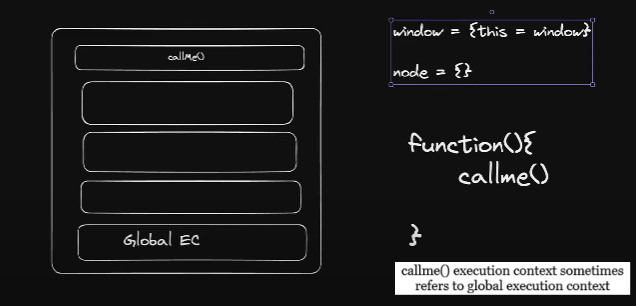 callme()
Global EC
window = {this = window}
node = {}
function(){
callme()
}
callme() execution context sometimes
refers to global execution context